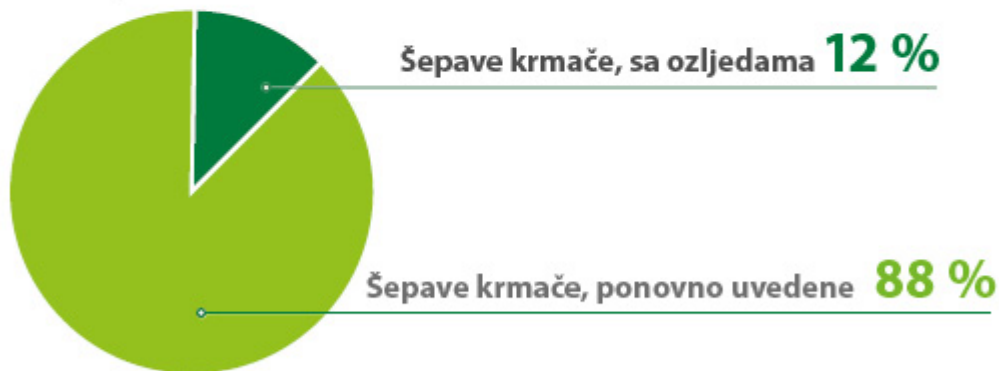 Šepave krmače, sa ozljedama 12 %
Šepave krmače, ponovno uvedene 88 %